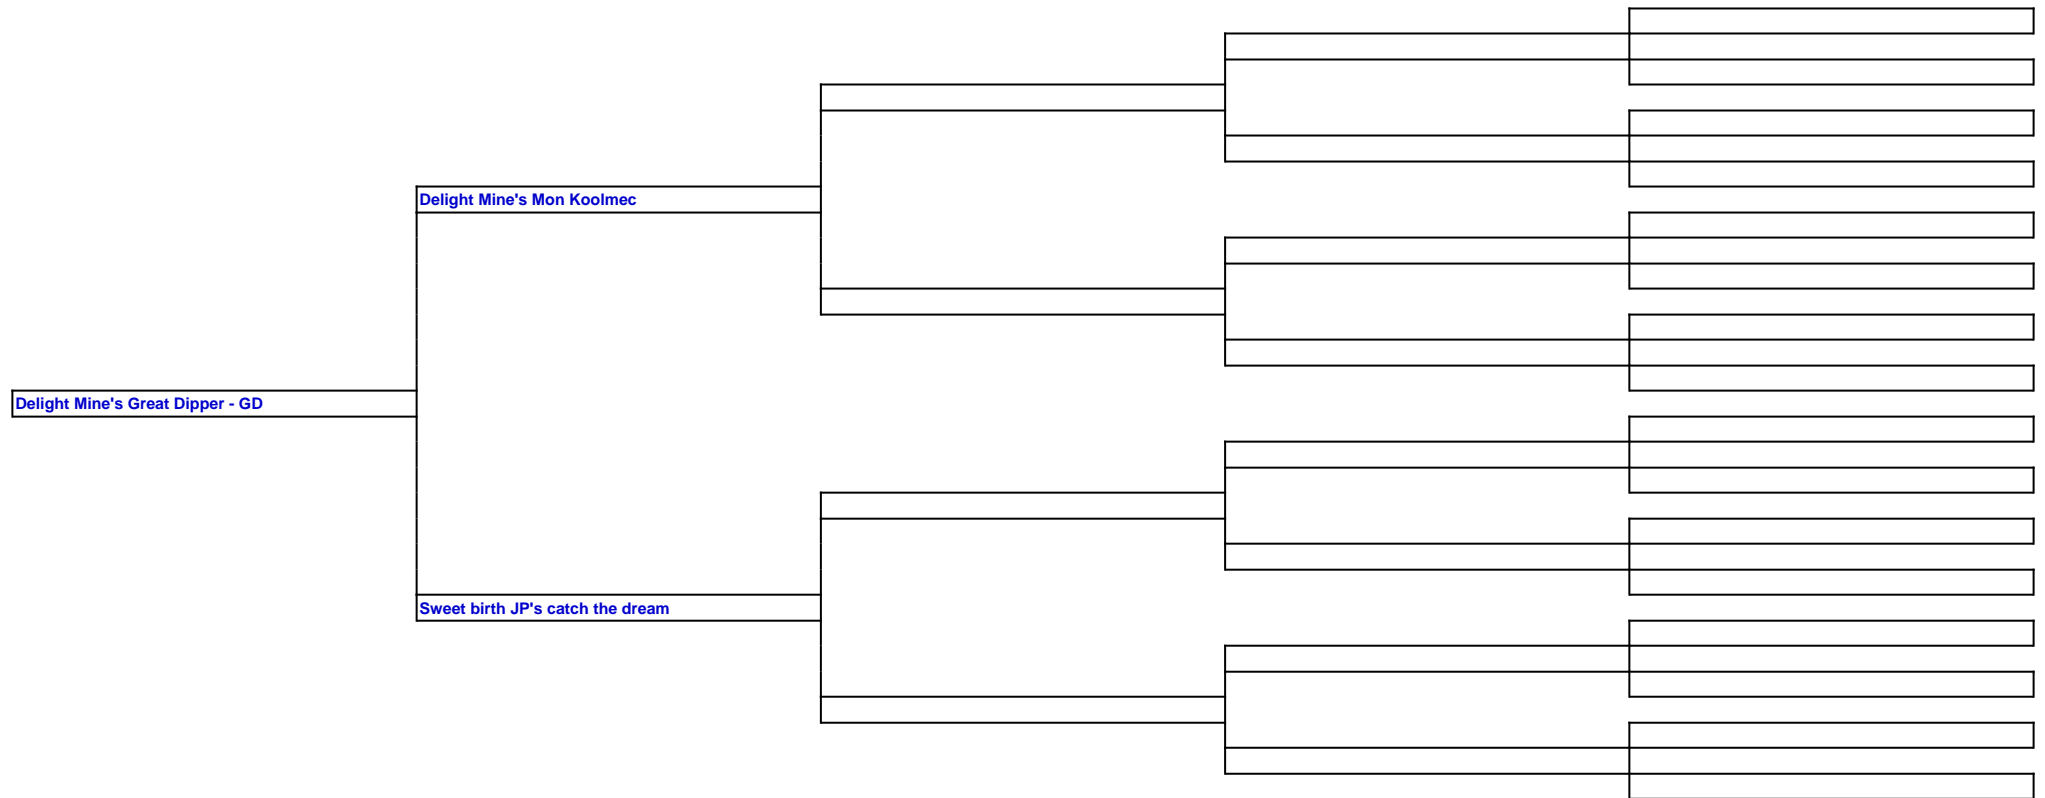 Delight Mine's Mon Koolmec
Delight Mine's Great Dipper - GD
Sweet birth JP's catch the dream